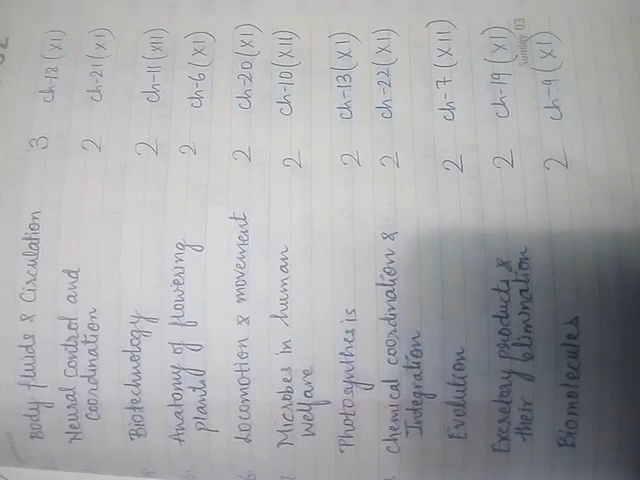 Body fluids & Circulation 3 ch-18 (XI)
Neural Control and 2 ch-21 (XI)
Coordination
Biotechnology 2 ch-11 (XII)
Anatomy of flowering 2 ch-6 (XI)
plants
Locomotion & movement 2 ch-20 (XI)
Microbes in human 2 ch-10 (XII)
Welfare
Photosynthesis 2 ch-13 (XI)
Chemical coordination & 2 ch-22 (XI)
Integration
Evolution 2 ch-7 (XII)
Excretory products & 2 ch-19 (XI)
their Elimination
Sunday 03
Biomolecules 2 ch-9 (XI)